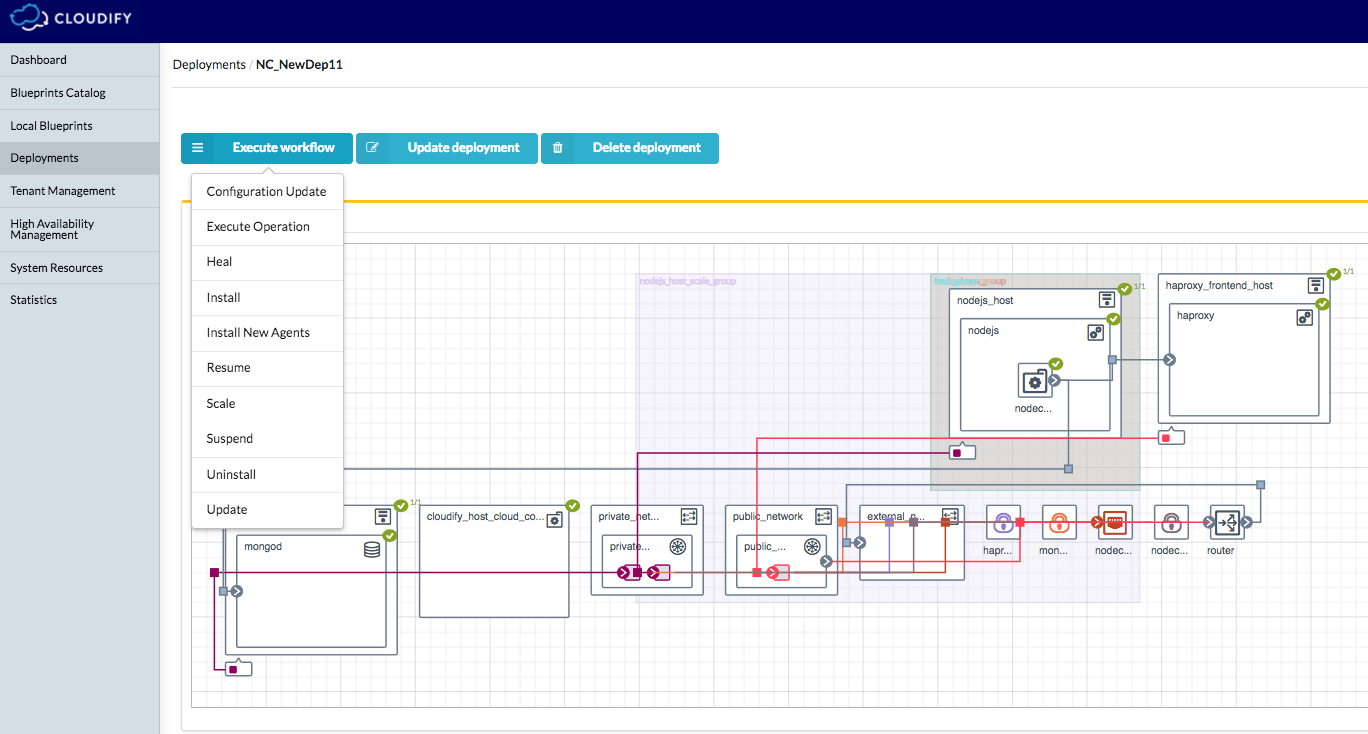 CLOUDIFY
Dashboard
Blueprints Catalog
Local Blueprints
Deployments
Tenant Management
High Availability
Management
System Resources
Statistics
Deployments / NC_NewDep11
Execute workflow
Update deployment
Delete deployment
Configuration Update
Execute Operation
Heal
Install
Install New Agents
Resume
Scale
Suspend
Uninstall
Update
nodejs_host_scale_group
nodejs_host
1/1
nodejs
nodec...
haproxy_frontend_host
1/1
haproxy
1/1
mongod
cloudify_host_cloud_co...
private_net...
private...
public_network
public_...
external_n...
hapr...
mon...
nodec...
nodec...
router